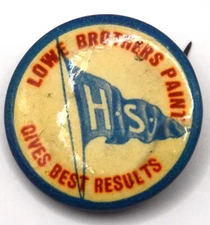 LOWE BROTHERS PAINT
H.S.
GIVES BEST RESULTS